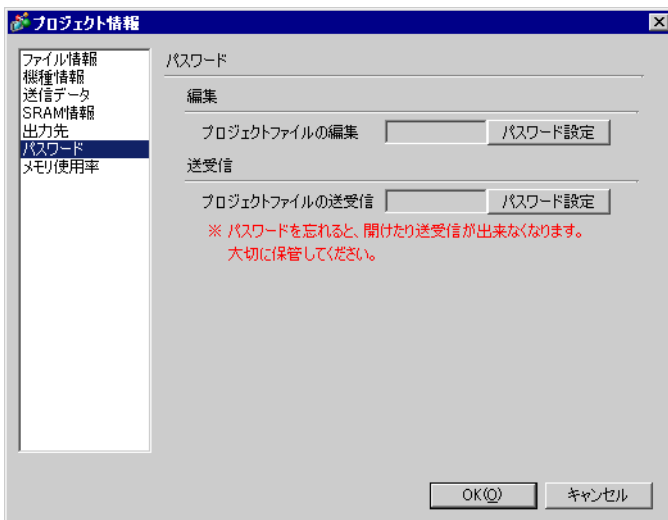 プロジェクト情報
ファイル情報
機種情報
送信データ
SRAM情報
出力先
パスワード
メモリ使用率
パスワード
編集
プロジェクトファイルの編集 パスワード設定
送受信
プロジェクトファイルの送受信 パスワード設定
※ パスワードを忘れると、開けたり送受信が出来なくなります。
大切に保管してください。
OK(O) キャンセル